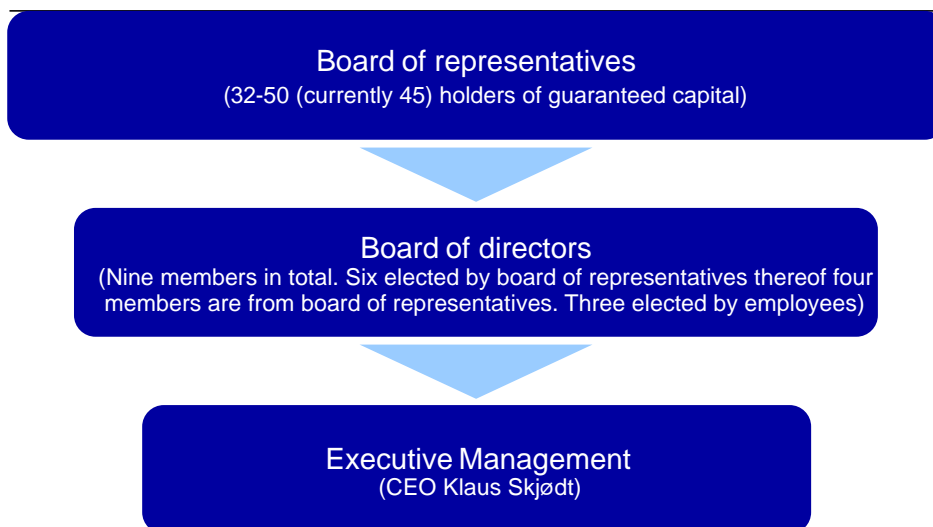 Board of representatives
(32-50 (currently 45) holders of guaranteed capital)
Board of directors
(Nine members in total. Six elected by board of representatives thereof four
members are from board of representatives. Three elected by employees)
Executive Management
(CEO Klaus Skjødt)